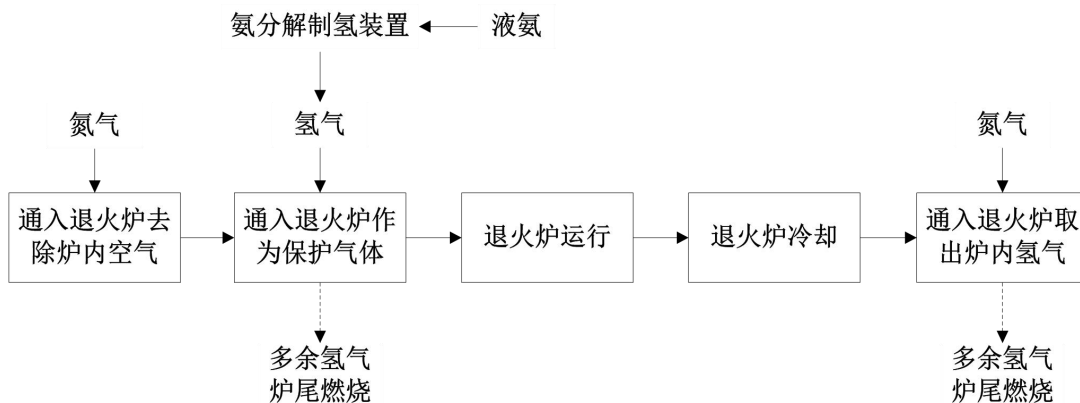 氨分解制氢装置
液氨
氮气
氢气
氮气
通入退火炉去
除炉内空气
通入退火炉作
为保护气体
退火炉运行
退火炉冷却
通入退火炉取
出炉内氢气
多余氢气
炉尾燃烧
多余氢气
炉尾燃烧